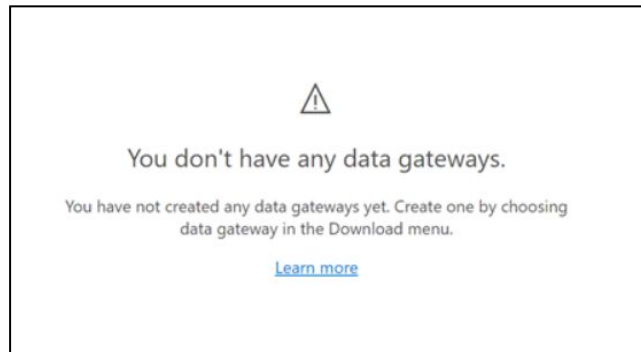 You don't have any data gateways.
You have not created any data gateways yet. Create one by choosing
data gateway in the Download menu.
Learn more